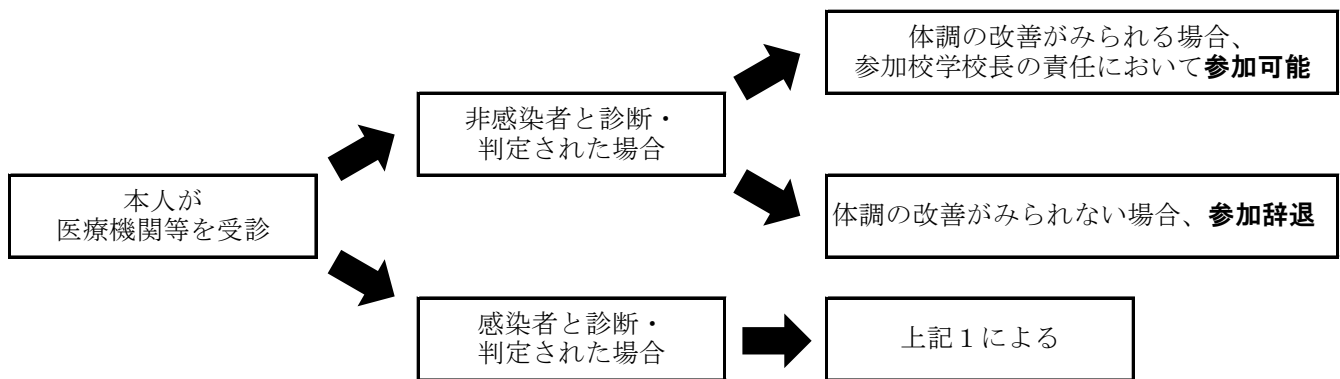 体調の改善がみられる場合、
参加校学校長の責任において参加可能
非感染者と診断・
判定された場合
本人が
医療機関等を受診
体調の改善がみられない場合、参加辞退
感染者と診断・
判定された場合
上記１による